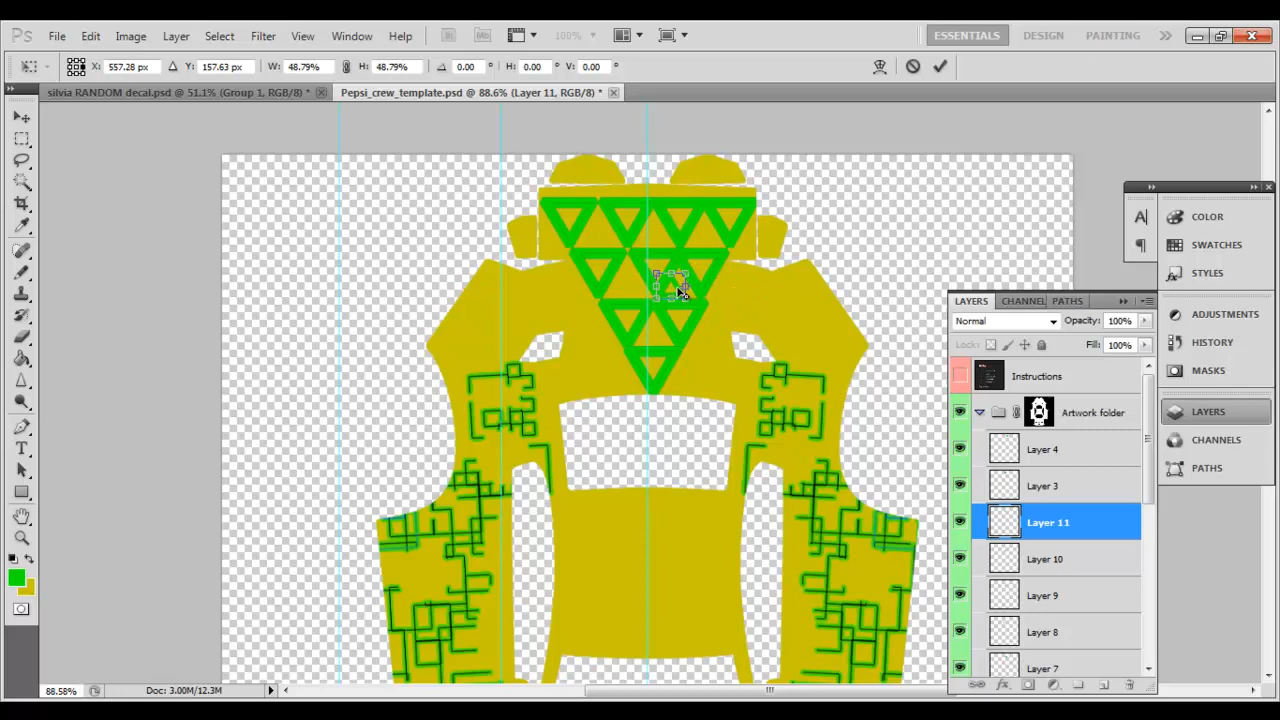 Ps File Edit Image Layer Select Filter View Window Help Br Mb 100% ESSENTIALS DESIGN PAINTING
X: 557.28 px Y: 157.63 px W: 48.79% H: 48.79% 0.00 ° H: 0.00 ° V: 0.00 °
silvia RANDOM decal.psd @ 51.1% (Group 1, RGB/8) * Pepsi_crew_template.psd @ 88.6% (Layer 11, RGB/8) *
COLOR
SWATCHES
STYLES
LAYERS CHANNEL PATHS
Normal Opacity: 100%
Lock: Fill: 100%
Instructions
Artwork folder
Layer 4
Layer 3
Layer 11
Layer 10
Layer 9
Layer 8
Layer 7
ADJUSTMENTS
HISTORY
MASKS
LAYERS
CHANNELS
PATHS
88.58% Doc: 3.00M/12.3M